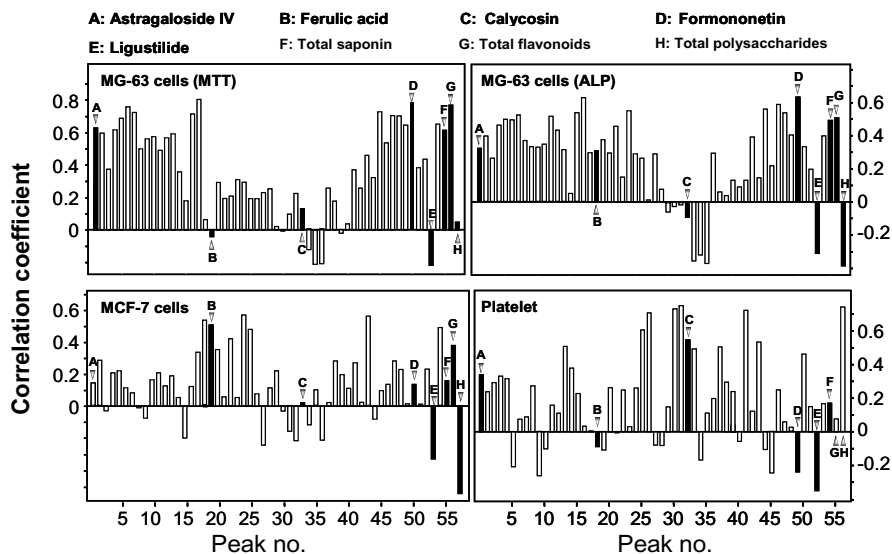 A: Astragaloside IV B: Ferulic acid C: Calycosin D: Formononetin
E: Ligustilide F: Total saponin G: Total flavonoids H: Total polysaccharides
Correlation coefficient
MG-63 cells (MTT)
0.8
0.6
0.4
0.2
0
A
B
C
D
E
F
G
H
MG-63 cells (ALP)
A
B
C
D
E
F
G
H
0.6
0.4
0.2
0
-0.2
MCF-7 cells
0.6
0.4
0.2
0
A
B
C
D
E
F
G
H
5 10 15 20 25 30 35 40 45 50 55
Peak no.
Platelet
A
B
C
D
E
F
GH
0.6
0.4
0.2
0
-0.2
5 10 15 20 25 30 35 40 45 50 55
Peak no.